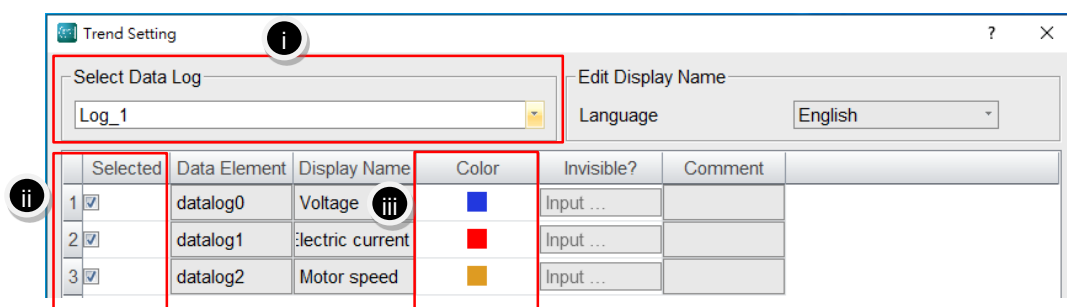 Trend Setting ? ×
i
Select Data Log
Edit Display Name
Log_1
Language English
Selected Data Element Display Name Color Invisible? Comment
ii
iii
1 datalog0 Voltage Input ...
2 datalog1 Electric current Input ...
3 datalog2 Motor speed Input ...